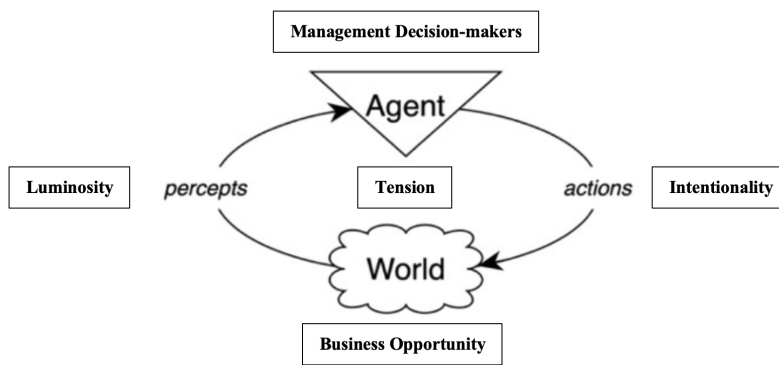 Management Decision-makers
Agent
Luminosity
percepts
Tension
actions
Intentionality
World
Business Opportunity